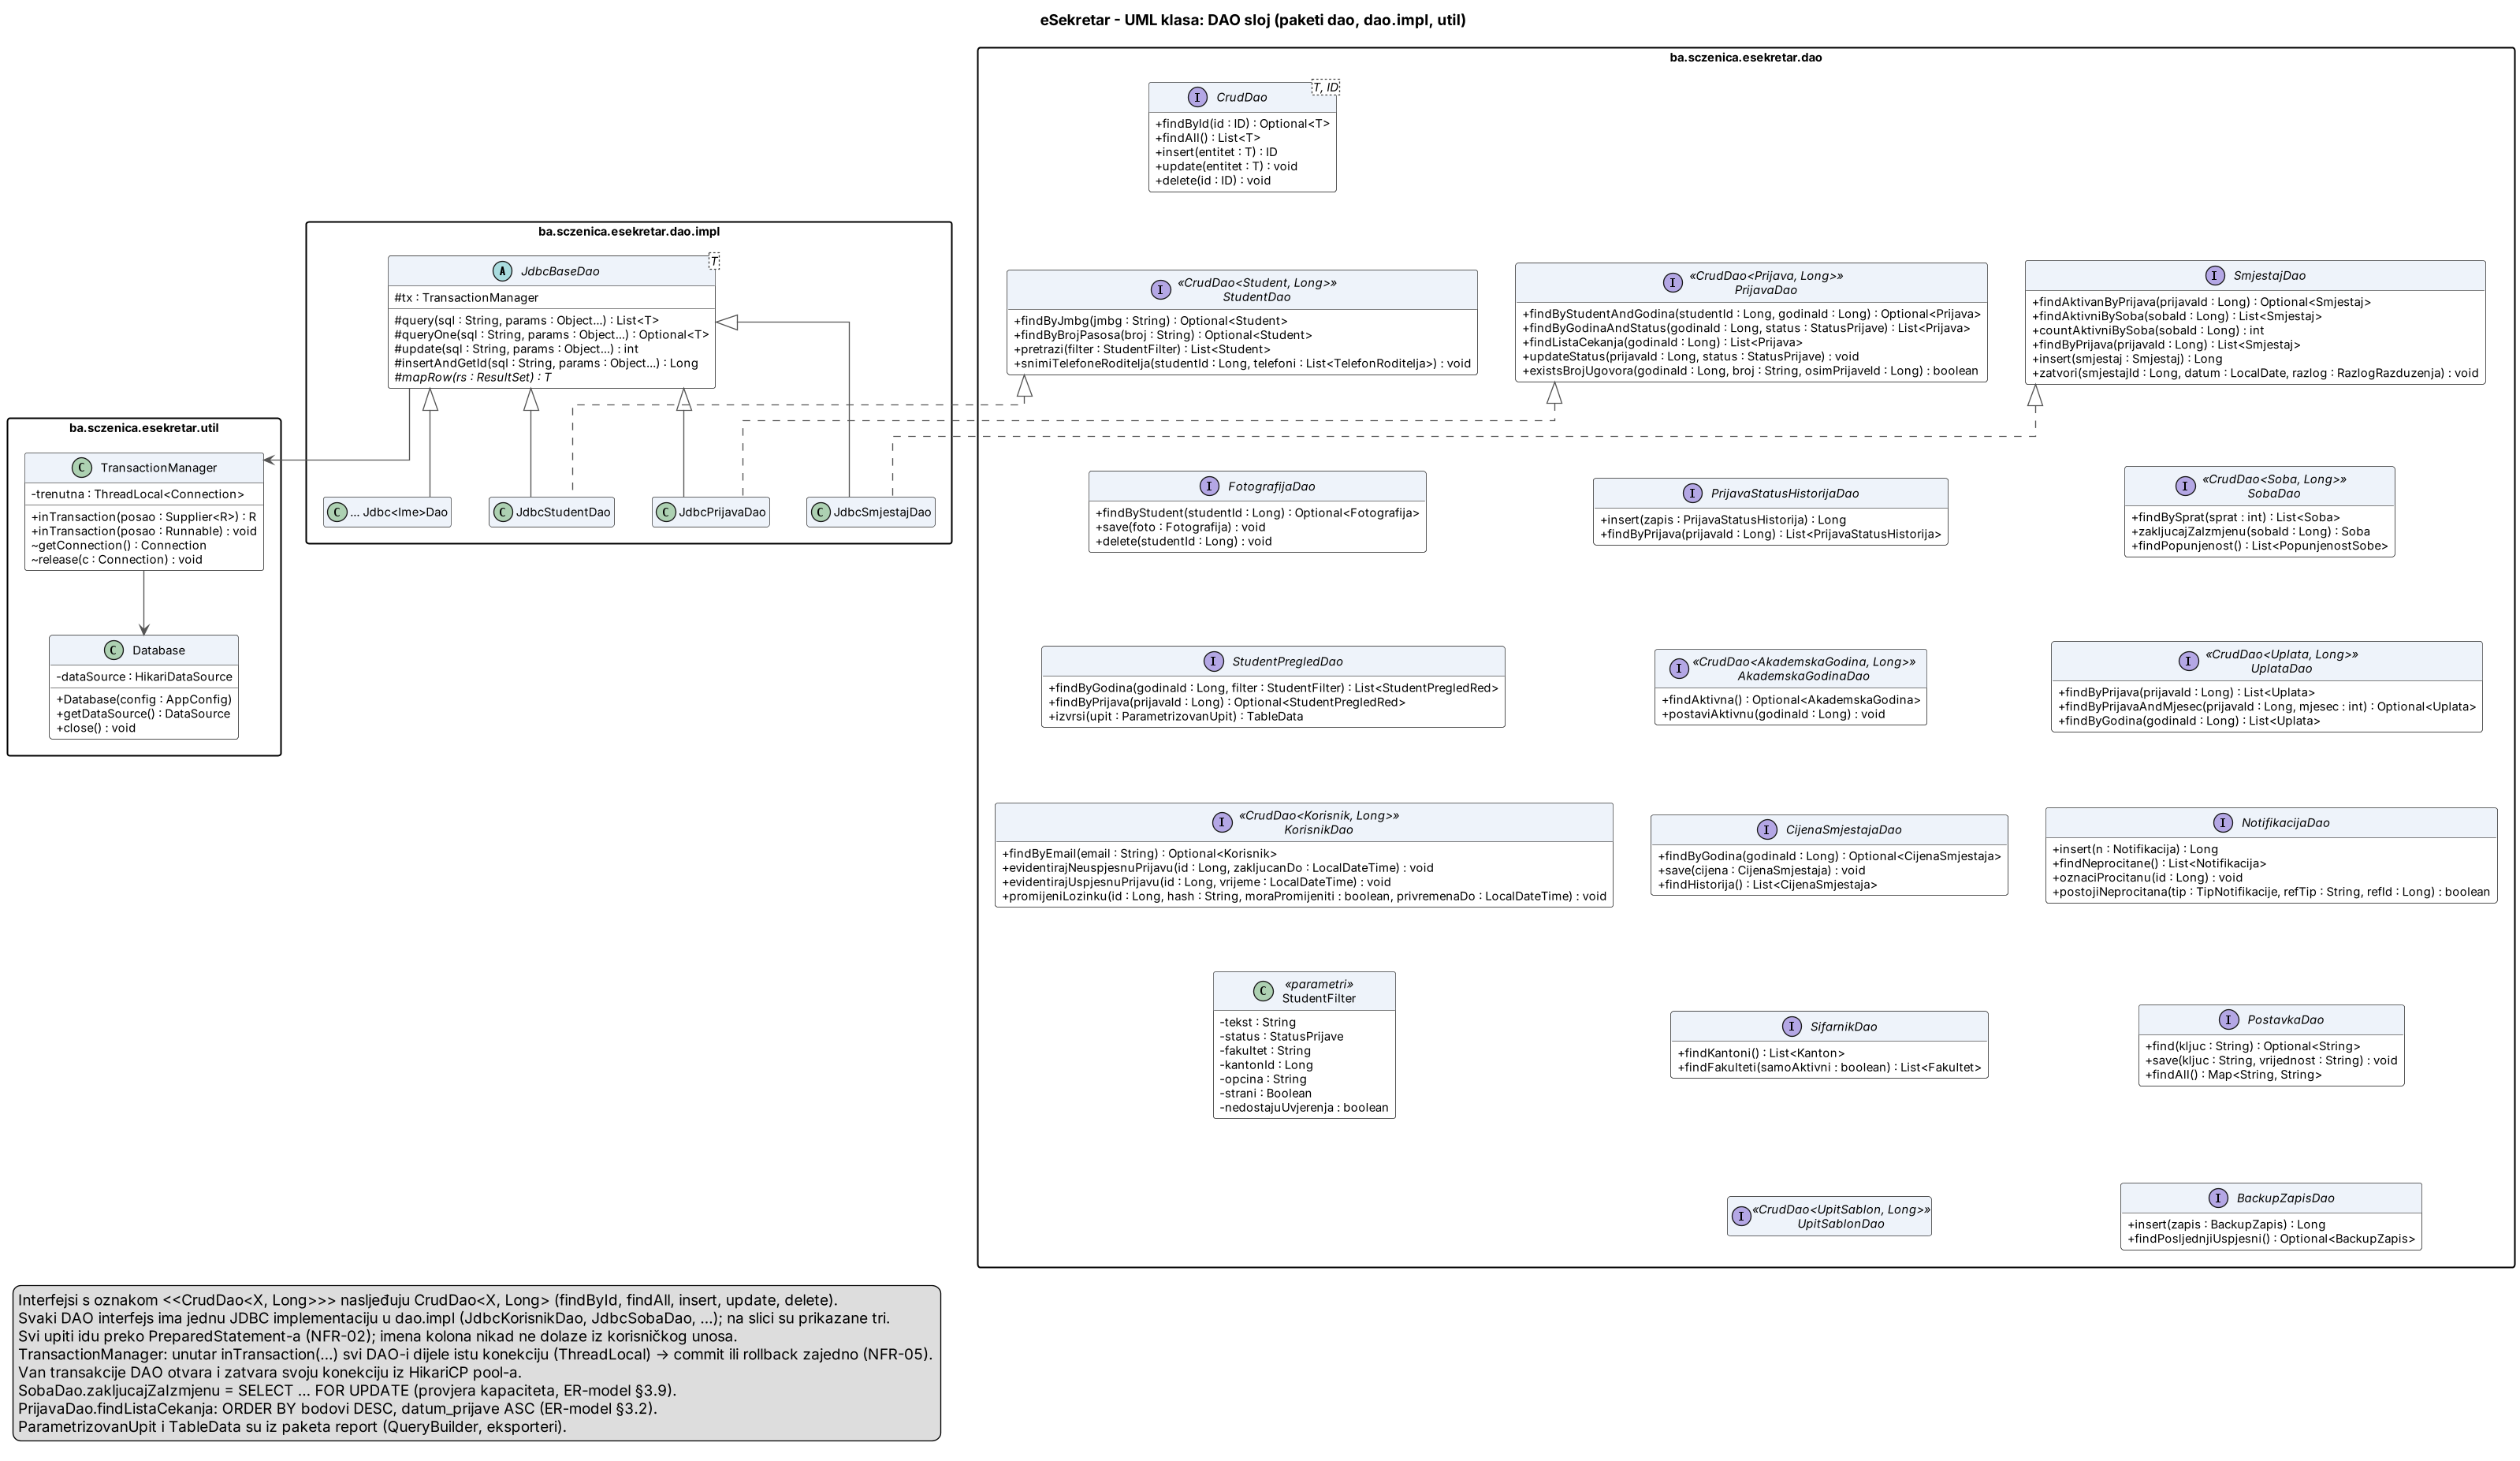 eSekretar - UML klasa: DAO sloj (paketi dao, dao.impl, util)
ba.sczenica.esekretar.dao
CrudDao
T, ID
+findById(id : ID) : Optional<T>
+findAll() : List<T>
+insert(entitet : T) : ID
+update(entitet : T) : void
+delete(id : ID) : void
ba.sczenica.esekretar.dao.impl
JdbcBaseDao
T
#tx : TransactionManager
#query(sql : String, params : Object...) : List<T>
#queryOne(sql : String, params : Object...) : Optional<T>
#update(sql : String, params : Object...) : int
#insertAndGetId(sql : String, params : Object...) : Long
#mapRow(rs : ResultSet) : T
... Jdbc<Ime>Dao
JdbcStudentDao
JdbcPrijavaDao
JdbcSmjestajDao
ba.sczenica.esekretar.util
TransactionManager
-trenutna : ThreadLocal<Connection>
+inTransaction(posao : Supplier<R>) : R
+inTransaction(posao : Runnable) : void
~getConnection() : Connection
~release(c : Connection) : void
Database
-dataSource : HikariDataSource
+Database(config : AppConfig)
+getDataSource() : DataSource
+close() : void
«CrudDao<Student, Long>»
StudentDao
+findByJmbg(jmbg : String) : Optional<Student>
+findByBrojPasosa(broj : String) : Optional<Student>
+pretrazi(filter : StudentFilter) : List<Student>
+snimiTelefoneRoditelja(studentId : Long, telefoni : List<TelefonRoditelja>) : void
«CrudDao<Prijava, Long>»
PrijavaDao
+findByStudentAndGodina(studentId : Long, godinaId : Long) : Optional<Prijava>
+findByGodinaAndStatus(godinaId : Long, status : StatusPrijave) : List<Prijava>
+findListaCekanja(godinaId : Long) : List<Prijava>
+updateStatus(prijavaId : Long, status : StatusPrijave) : void
+existsBrojUgovora(godinaId : Long, broj : String, osimPrijaveId : Long) : boolean
SmjestajDao
+findAktivanByPrijava(prijavaId : Long) : Optional<Smjestaj>
+findAktivniBySoba(sobaId : Long) : List<Smjestaj>
+countAktivniBySoba(sobaId : Long) : int
+findByPrijava(prijavaId : Long) : List<Smjestaj>
+insert(smjestaj : Smjestaj) : Long
+zatvori(smjestajId : Long, datum : LocalDate, razlog : RazlogRazduzenja) : void
FotografijaDao
+findByStudent(studentId : Long) : Optional<Fotografija>
+save(foto : Fotografija) : void
+delete(studentId : Long) : void
PrijavaStatusHistorijaDao
+insert(zapis : PrijavaStatusHistorija) : Long
+findByPrijava(prijavaId : Long) : List<PrijavaStatusHistorija>
«CrudDao<Soba, Long>»
SobaDao
+findBySprat(sprat : int) : List<Soba>
+zakljucajZaIzmjenu(sobaId : Long) : Soba
+findPopunjenost() : List<PopunjenostSobe>
StudentPregledDao
+findByGodina(godinaId : Long, filter : StudentFilter) : List<StudentPregledRed>
+findByPrijava(prijavaId : Long) : Optional<StudentPregledRed>
+izvrsi(upit : ParametrizovanUpit) : TableData
«CrudDao<AkademskaGodina, Long>»
AkademskaGodinaDao
+findAktivna() : Optional<AkademskaGodina>
+postaviAktivnu(godinaId : Long) : void
«CrudDao<Uplata, Long>»
UplataDao
+findByPrijava(prijavaId : Long) : List<Uplata>
+findByPrijavaAndMjesec(prijavaId : Long, mjesec : int) : Optional<Uplata>
+findByGodina(godinaId : Long) : List<Uplata>
«CrudDao<Korisnik, Long>»
KorisnikDao
+findByEmail(email : String) : Optional<Korisnik>
+evidentirajNeuspjesnuPrijavu(id : Long, zakljucanDo : LocalDateTime) : void
+evidentirajUspjesnuPrijavu(id : Long, vrijeme : LocalDateTime) : void
+promijeniLozinku(id : Long, hash : String, moraPromijeniti : boolean, privremenaDo : LocalDateTime) : void
CijenaSmjestajaDao
+findByGodina(godinaId : Long) : Optional<CijenaSmjestaja>
+save(cijena : CijenaSmjestaja) : void
+findHistorija() : List<CijenaSmjestaja>
NotifikacijaDao
+insert(n : Notifikacija) : Long
+findNeprocitane() : List<Notifikacija>
+oznaciProcitanu(id : Long) : void
+postojiNeprocitana(tip : TipNotifikacije, refTip : String, refId : Long) : boolean
«parametri»
StudentFilter
-tekst : String
-status : StatusPrijave
-fakultet : String
-kantonId : Long
-opcina : String
-strani : Boolean
-nedostajuUvjerenja : boolean
SifarnikDao
+findKantoni() : List<Kanton>
+findFakulteti(samoAktivni : boolean) : List<Fakultet>
PostavkaDao
+find(kljuc : String) : Optional<String>
+save(kljuc : String, vrijednost : String) : void
+findAll() : Map<String, String>
«CrudDao<UpitSablon, Long>»
UpitSablonDao
BackupZapisDao
+insert(zapis : BackupZapis) : Long
+findPosljednjiUspjesni() : Optional<BackupZapis>
Interfejsi s oznakom <<CrudDao<X, Long>>> nasljeđuju CrudDao<X, Long> (findById, findAll, insert, update, delete).
Svaki DAO interfejs ima jednu JDBC implementaciju u dao.impl (JdbcKorisnikDao, JdbcSobaDao, ...); na slici su prikazane tri.
Svi upiti idu preko PreparedStatement-a (NFR-02); imena kolona nikad ne dolaze iz korisničkog unosa.
TransactionManager: unutar inTransaction(...) svi DAO-i dijele istu konekciju (ThreadLocal) → commit ili rollback zajedno (NFR-05).
Van transakcije DAO otvara i zatvara svoju konekciju iz HikariCP pool-a.
SobaDao.zakljucajZaIzmjenu = SELECT ... FOR UPDATE (provjera kapaciteta, ER-model §3.9).
PrijavaDao.findListaCekanja: ORDER BY bodovi DESC, datum_prijave ASC (ER-model §3.2).
ParametrizovanUpit i TableData su iz paketa report (QueryBuilder, eksporteri).